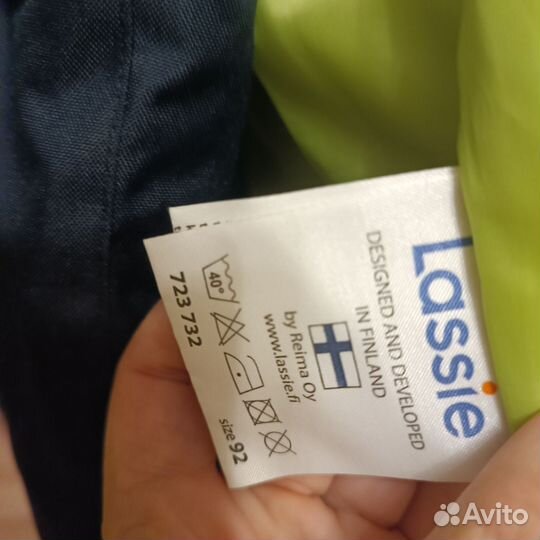 Lassie
DESIGNED AND DEVELOPED
IN FINLAND
by Reima Oy
www.lassie.fi
40°
723 732
size 92
Avito